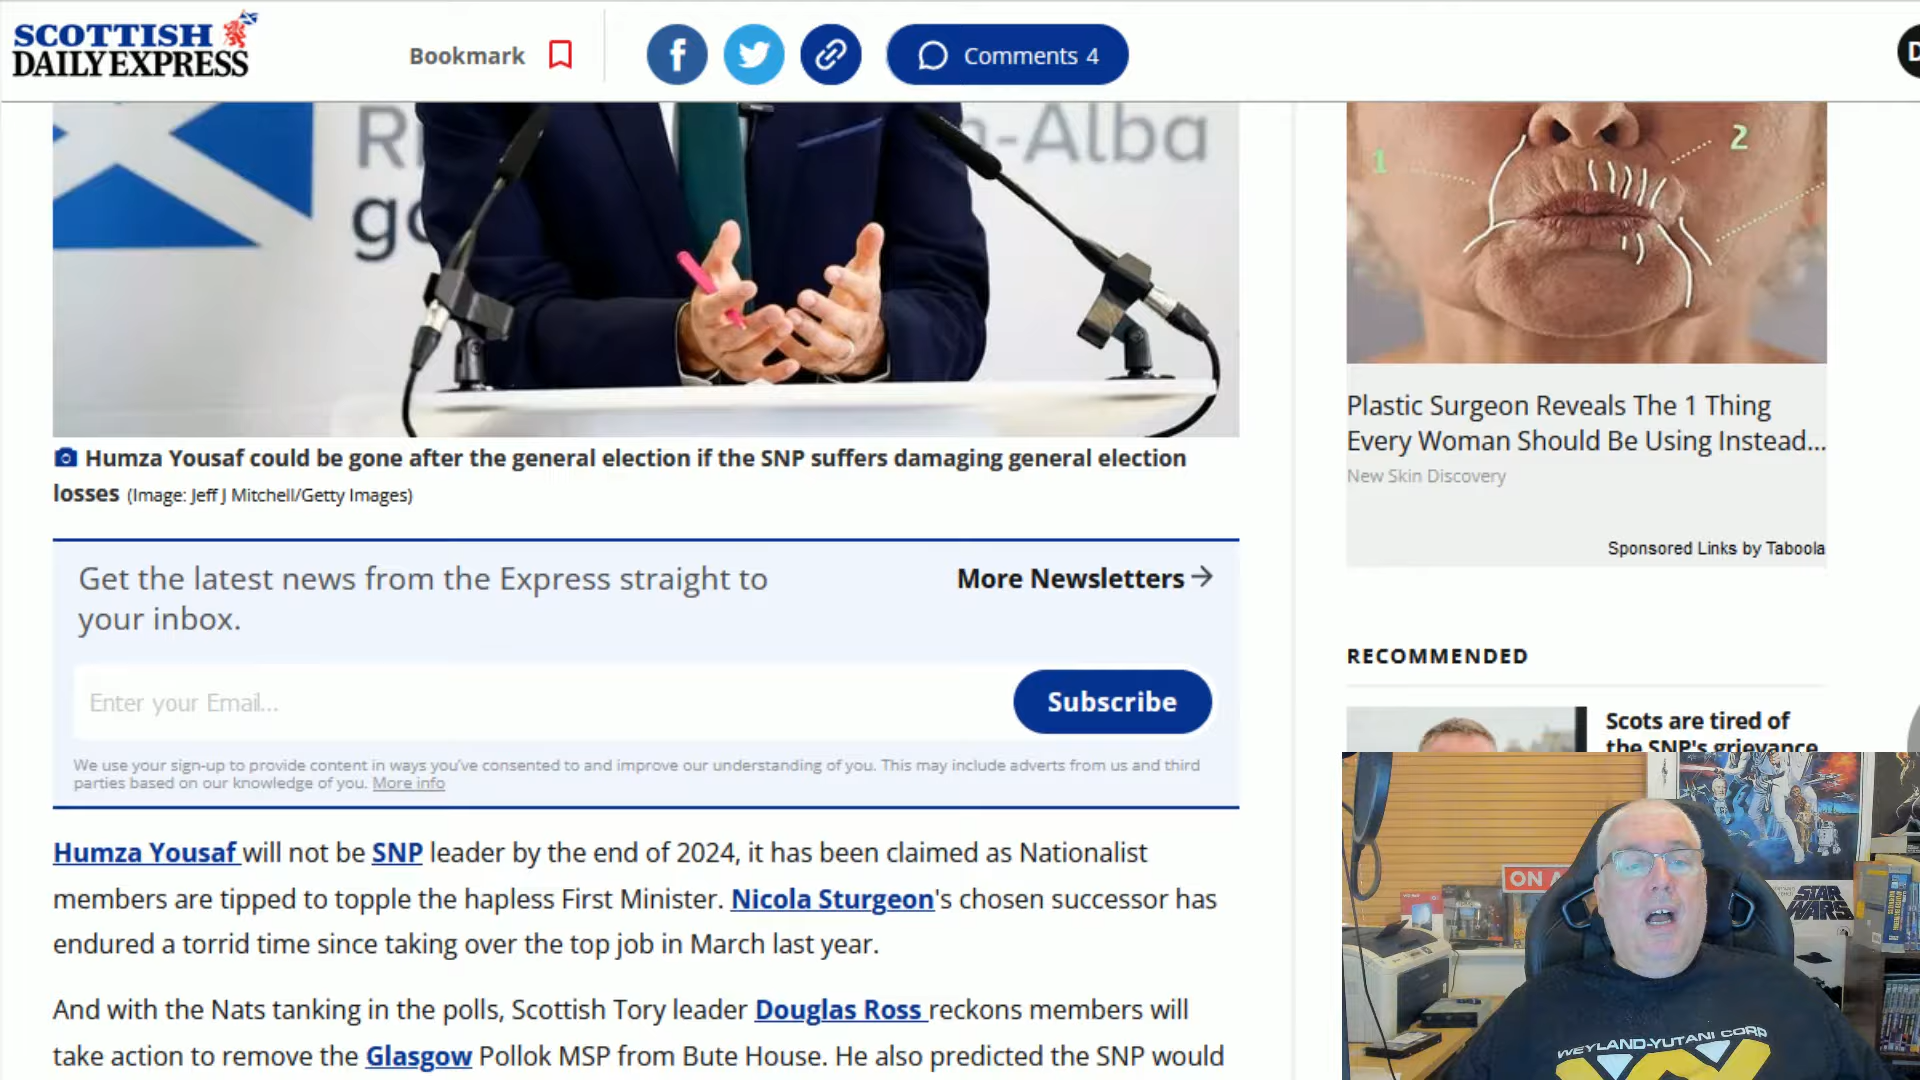 SCOTTISH
DAILY EXPRESS
Bookmark
Comments 4
-Alba
Humza Yousaf could be gone after the general election if the SNP suffers damaging general election
losses (Image: Jeff J Mitchell/Getty Images)
Get the latest news from the Express straight to
your inbox.
More Newsletters
Enter your Email...
Subscribe
We use your sign-up to provide content in ways you've consented to and improve our understanding of you. This may include adverts from us and third
parties based on our knowledge of you. More info
Humza Yousaf will not be SNP leader by the end of 2024, it has been claimed as Nationalist
members are tipped to topple the hapless First Minister. Nicola Sturgeon's chosen successor has
endured a torrid time since taking over the top job in March last year.
And with the Nats tanking in the polls, Scottish Tory leader Douglas Ross reckons members will
take action to remove the Glasgow Pollok MSP from Bute House. He also predicted the SNP would
1
2
Plastic Surgeon Reveals The 1 Thing
Every Woman Should Be Using Instead...
New Skin Discovery
Sponsored Links by Taboola
RECOMMENDED
Scots are tired of
the SNP's grievance
ON A
STAR
WARS
WEYLAND-YUTANI CORP